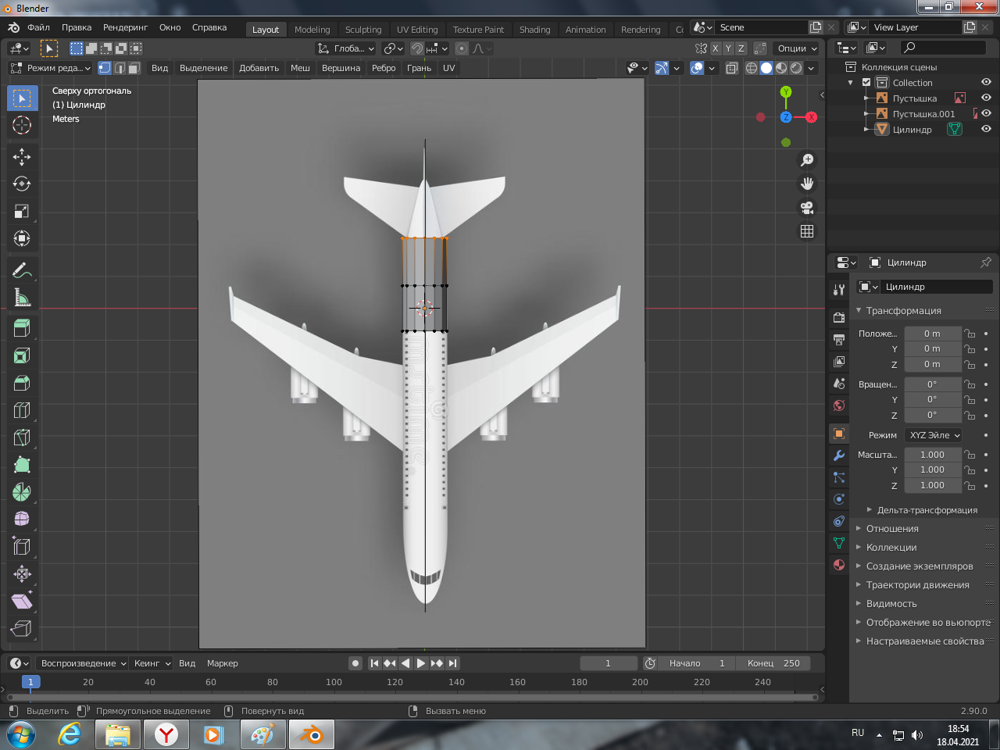 Blender
Файл Правка Рендеринг Окно Справка Layout Modeling Sculpting UV Editing Texture Paint Shading Animation Rendering Scene View Layer
Глоба... X Y Z Опции
Режим реда... Вид Выделение Добавить Меш Вершина Ребро Грань UV
Сверху ортогональ
(1) Цилиндр
Meters
Y
Z X
Коллекция сцены
Collection
Пустышка
Пустышка.001
Цилиндр
Цилиндр
Цилиндр
Трансформация
Положе... 0 m
Y 0 m
Z 0 m
Вращен... 0°
Y 0°
Z 0°
Режим XYZ Эйле
Масшта... 1.000
Y 1.000
Z 1.000
Дельта-трансформация
Отношения
Коллекции
Создание экземпляров
Траектории движения
Видимость
Отображение во вьюпорте
Настраиваемые свойства
Воспроизведение Кеинг Вид Маркер 1 Начало 1 Конец 250
1 20 40 60 80 100 120 140 160 180 200 220 240
Выделить Прямоугольное выделение Повернуть вид Вызвать меню 2.90.0
RU 18:54
18.04.2021